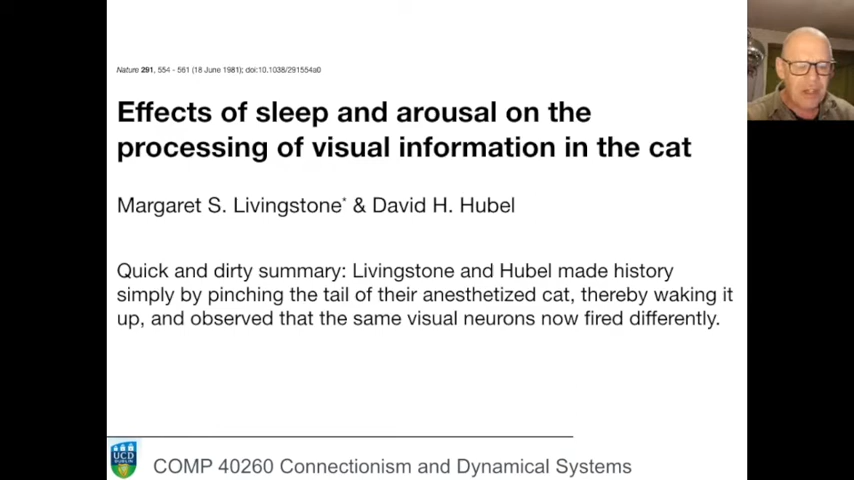 Nature 291, 554 - 561 (18 June 1981); doi:10.1038/291554a0
Effects of sleep and arousal on the
processing of visual information in the cat
Margaret S. Livingstone* & David H. Hubel
Quick and dirty summary: Livingstone and Hubel made history
simply by pinching the tail of their anesthetized cat, thereby waking it
up, and observed that the same visual neurons now fired differently.
UCD
DUBLIN
COMP 40260 Connectionism and Dynamical Systems